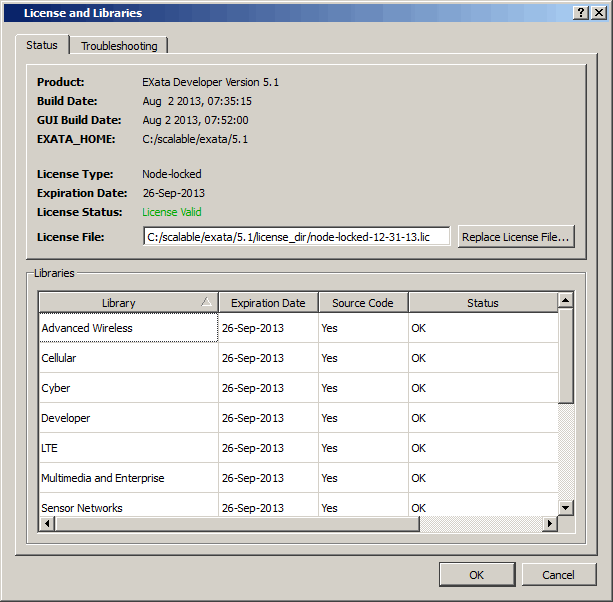 License and Libraries
Status Troubleshooting
Product: EXata Developer Version 5.1
Build Date: Aug 2 2013, 07:35:15
GUI Build Date: Aug 2 2013, 07:52:00
EXATA_HOME: C:/scalable/exata/5.1
License Type: Node-locked
Expiration Date: 26-Sep-2013
License Status: License Valid
License File: C:/scalable/exata/5.1/license_dir/node-locked-12-31-13.lic Replace License File...
Libraries
Library Expiration Date Source Code Status
Advanced Wireless 26-Sep-2013 Yes OK
Cellular 26-Sep-2013 Yes OK
Cyber 26-Sep-2013 Yes OK
Developer 26-Sep-2013 Yes OK
LTE 26-Sep-2013 Yes OK
Multimedia and Enterprise 26-Sep-2013 Yes OK
Sensor Networks 26-Sep-2013 Yes OK
OK Cancel